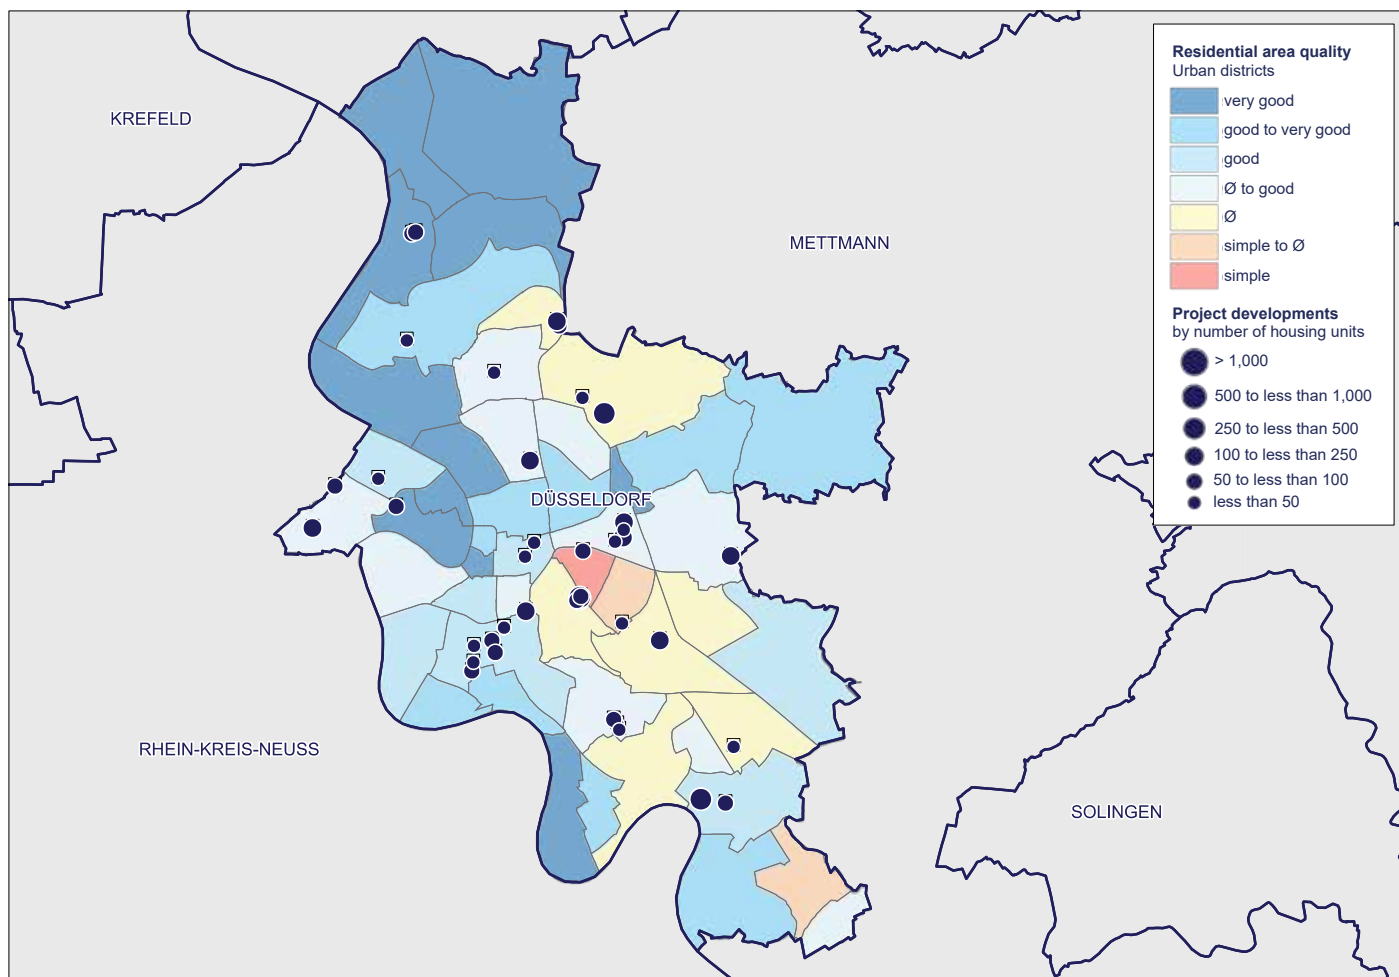 KREFELD
METTMANN
DÜSSELDORF
RHEIN-KREIS-NEUSS
SOLINGEN
Residential area quality
Urban districts
very good
good to very good
good
Ø to good
Ø
simple to Ø
simple
Project developments
by number of housing units
> 1,000
500 to less than 1,000
250 to less than 500
100 to less than 250
50 to less than 100
less than 50